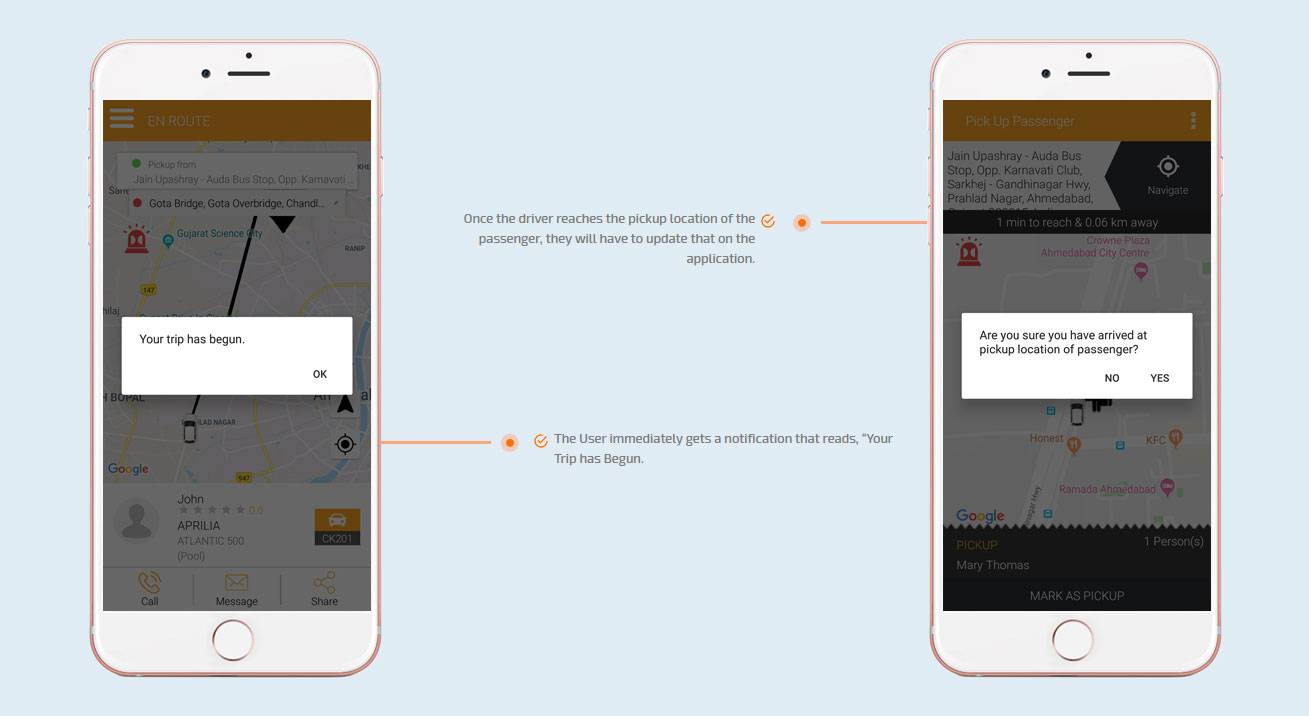 EN ROUTE
Pickup from
Jain Upashray - Auda Bus Stop, Opp. Karnavati ...
Gota Bridge, Gota Overbridge, Chandl...
Gujarat Science City
RANIP
147
Your trip has begun.
OK
H BOPAL
LAD NAGAR
947
Google
John
0.0
APRILIA
ATLANTIC 500
(Pool)
CK201
Call
Message
Share
Once the driver reaches the pickup location of the
passenger, they will have to update that on the
application.
The User immediately gets a notification that reads, “Your
Trip has Begun.
Pick Up Passenger
Jain Upashray - Auda Bus
Stop, Opp. Karnavati Club,
Sarkhej - Gandhinagar Hwy,
Prahlad Nagar, Ahmedabad,
Navigate
1 min to reach & 0.06 km away
Crowne Plaza
Ahmedabad City Centre
Are you sure you have arrived at
pickup location of passenger?
NO
YES
Honest
KFC
Ramada Ahmedabad
nagar Hwy
Google
PICKUP
1 Person(s)
Mary Thomas
MARK AS PICKUP